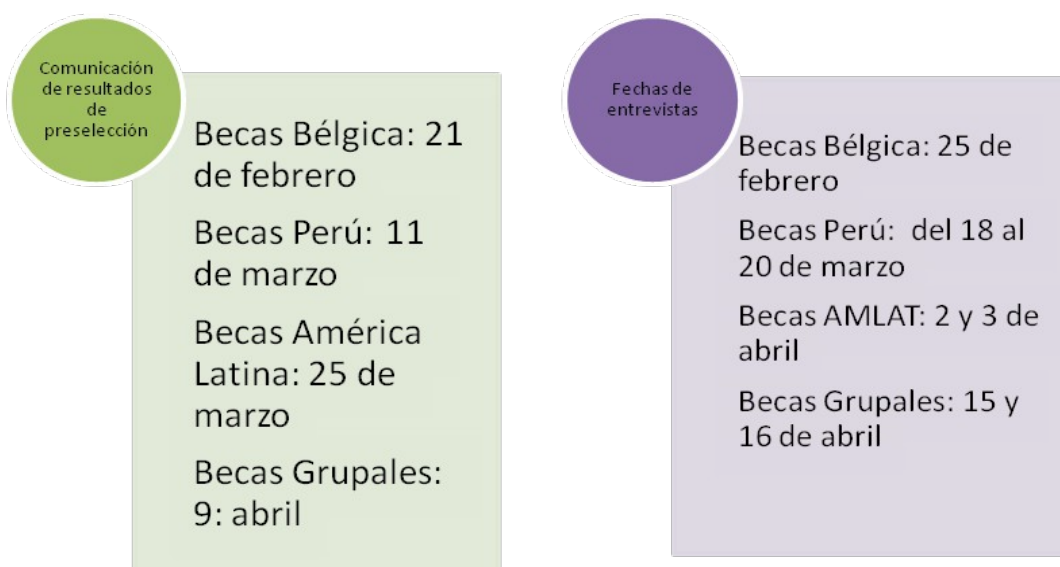 Comunicación
de resultados
de
preselección
Becas Bélgica: 21
de febrero
Becas Perú: 11
de marzo
Becas América
Latina: 25 de
marzo
Becas Grupales:
9: abril
Fechas de
entrevistas
Becas Bélgica: 25 de
febrero
Becas Perú: del 18 al
20 de marzo
Becas AMLAT: 2 y 3 de
abril
Becas Grupales: 15 y
16 de abril